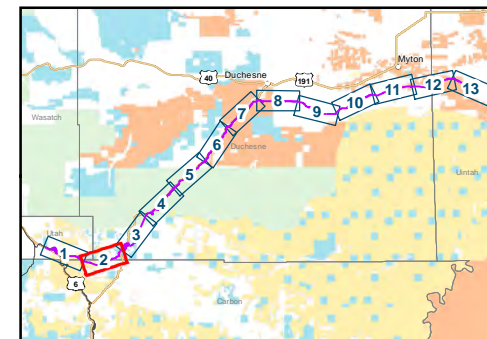 Myton
40
Duchesne
191
13
12
11
10
9
8
7
Wasatch
Duchesne
6
5
Uintah
4
3
Utah
1
2
6
Carbon